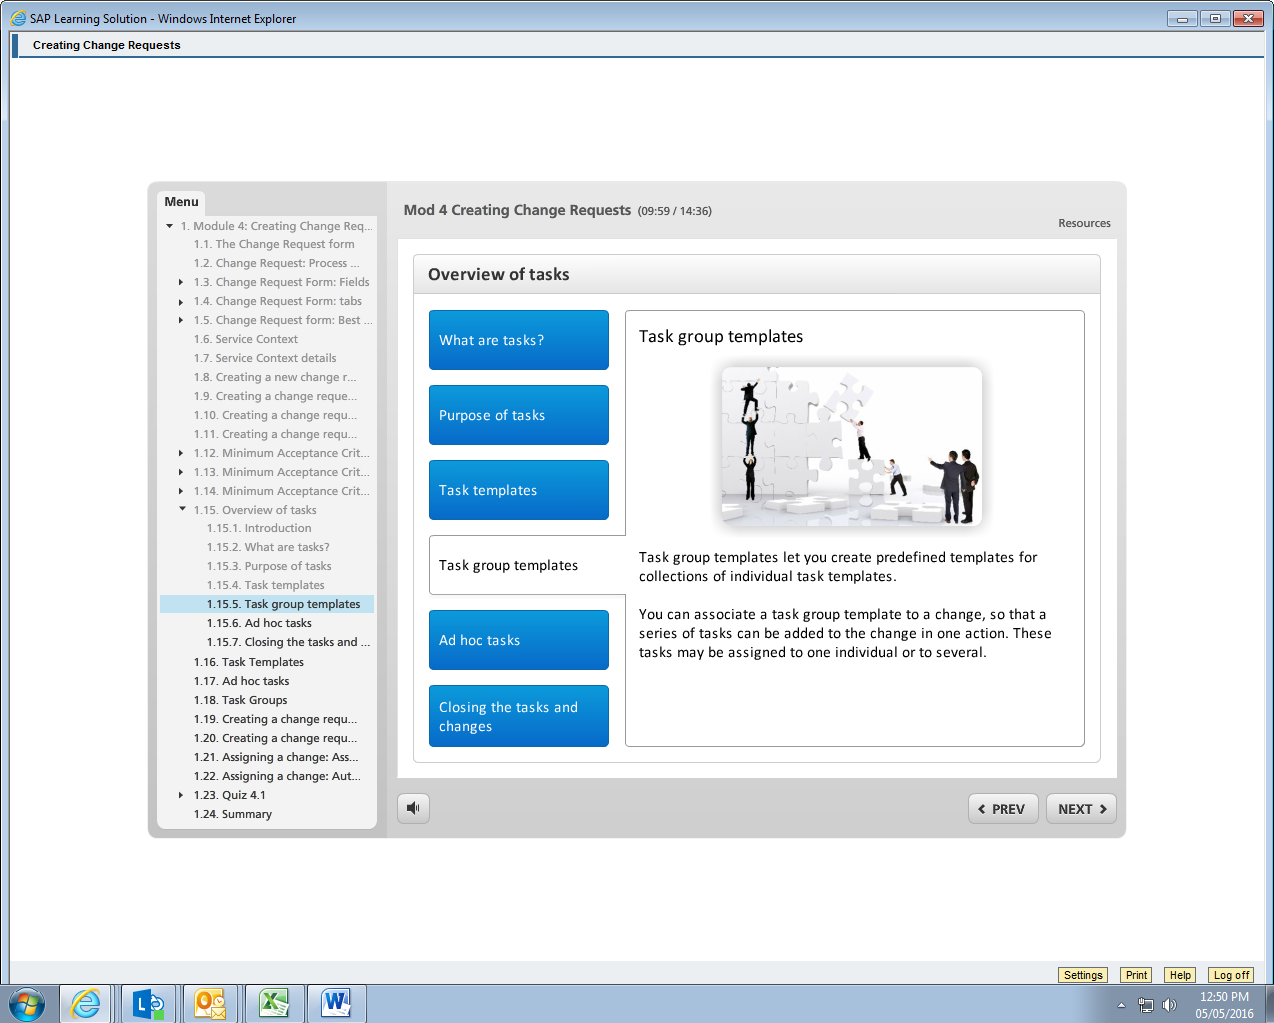 SAP Learning Solution - Windows Internet Explorer
Creating Change Requests
Menu
1. Module 4: Creating Change Req...
1.1. The Change Request form
1.2. Change Request: Process ...
1.3. Change Request Form: Fields
1.4. Change Request Form: tabs
1.5. Change Request form: Best ...
1.6. Service Context
1.7. Service Context details
1.8. Creating a new change r...
1.9. Creating a change reque...
1.10. Creating a change requ...
1.11. Creating a change requ...
1.12. Minimum Acceptance Crit...
1.13. Minimum Acceptance Crit...
1.14. Minimum Acceptance Crit...
1.15. Overview of tasks
1.15.1. Introduction
1.15.2. What are tasks?
1.15.3. Purpose of tasks
1.15.4. Task templates
1.15.5. Task group templates
1.15.6. Ad hoc tasks
1.15.7. Closing the tasks and ...
1.16. Task Templates
1.17. Ad hoc tasks
1.18. Task Groups
1.19. Creating a change requ...
1.20. Creating a change requ...
1.21. Assigning a change: Ass...
1.22. Assigning a change: Aut...
1.23. Quiz 4.1
1.24. Summary
Mod 4 Creating Change Requests (09:59 / 14:36)
Resources
Overview of tasks
What are tasks?
Purpose of tasks
Task templates
Task group templates
Ad hoc tasks
Closing the tasks and
changes
Task group templates
Task group templates let you create predefined templates for
collections of individual task templates.
You can associate a task group template to a change, so that a
series of tasks can be added to the change in one action. These
tasks may be assigned to one individual or to several.
PREV
NEXT
Settings
Print
Help
Log off
12:50 PM
05/05/2016